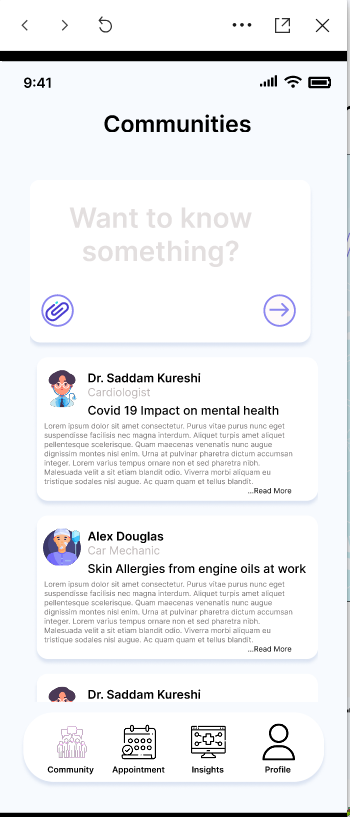 9:41
Communities
Want to know
something?
Dr. Saddam Kureshi
Cardiologist
Covid 19 Impact on mental health
Lorem ipsum dolor sit amet consectetur. Purus vitae purus nunc eget
suspendisse facilisis nec magna interdum. Aliquet turpis amet aliquet
pellentesque scelerisque. Quam maecenas venenatis nunc augue
dignissim montes nisi enim. Urna at pulvinar pharetra dictum accumsan
integer. Lorem varius tempus ornare non et sed pharetra nibh.
Malesuada velit a sit etiam blandit odio. Viverra morbi aliquam eu
tristique sodales nisl augue. Ac quam quam et tellus blandit.
...Read More
Alex Douglas
Car Mechanic
Skin Allergies from engine oils at work
Lorem ipsum dolor sit amet consectetur. Purus vitae purus nunc eget
suspendisse facilisis nec magna interdum. Aliquet turpis amet aliquet
pellentesque scelerisque. Quam maecenas venenatis nunc augue
dignissim montes nisi enim. Urna at pulvinar pharetra dictum accumsan
integer. Lorem varius tempus ornare non et sed pharetra nibh.
Malesuada velit a sit etiam blandit odio. Viverra morbi aliquam eu
tristique sodales nisl augue. Ac quam quam et tellus blandit.
...Read More
Dr. Saddam Kureshi
Community
Appointment
Insights
Profile